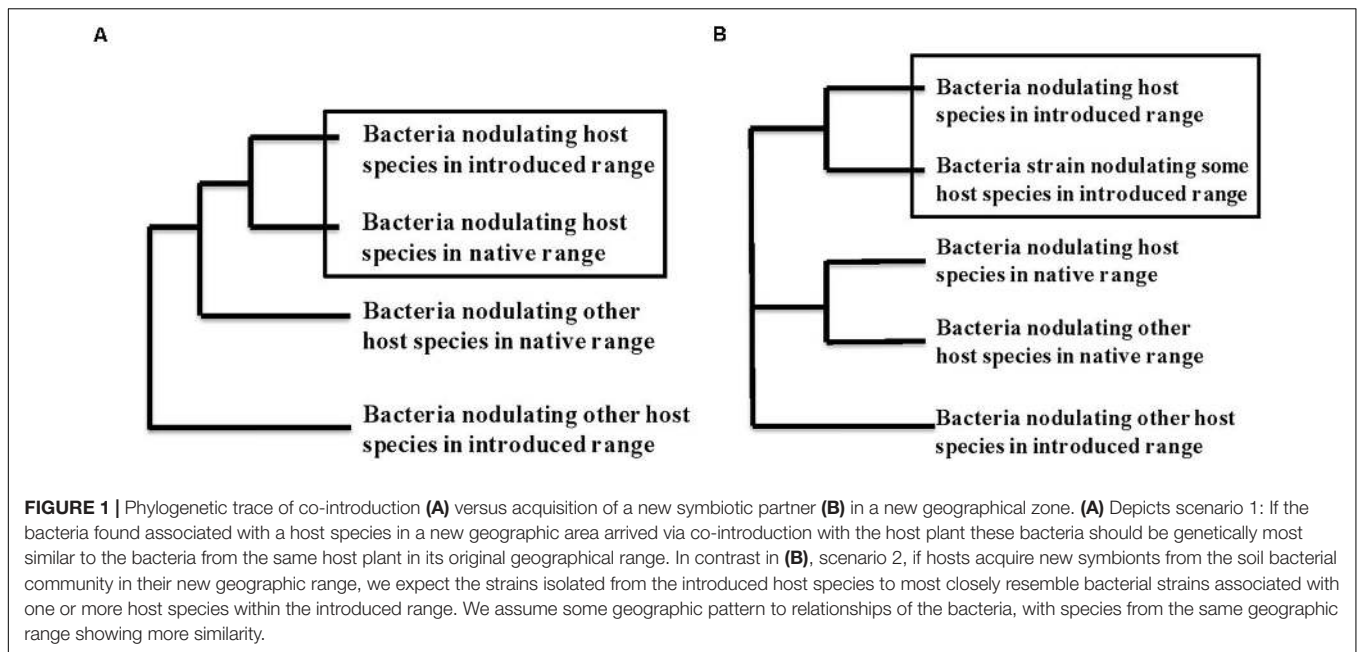 A
Bacteria nodulating host
species in introduced range
Bacteria nodulating host
species in native range
Bacteria nodulating other
host species in native range
Bacteria nodulating other host
species in introduced range
B
Bacteria nodulating host
species in introduced range
Bacteria strain nodulating some
host species in introduced range
Bacteria nodulating host
species in native range
Bacteria nodulating other
host species in native range
Bacteria nodulating other host
species in introduced range
FIGURE 1 | Phylogenetic trace of co-introduction (A) versus acquisition of a new symbiotic partner (B) in a new geographical zone. (A) Depicts scenario 1: If the
bacteria found associated with a host species in a new geographic area arrived via co-introduction with the host plant these bacteria should be genetically most
similar to the bacteria from the same host plant in its original geographical range. In contrast in (B), scenario 2, if hosts acquire new symbionts from the soil bacterial
community in their new geographic range, we expect the strains isolated from the introduced host species to most closely resemble bacterial strains associated with
one or more host species within the introduced range. We assume some geographic pattern to relationships of the bacteria, with species from the same geographic
range showing more similarity.